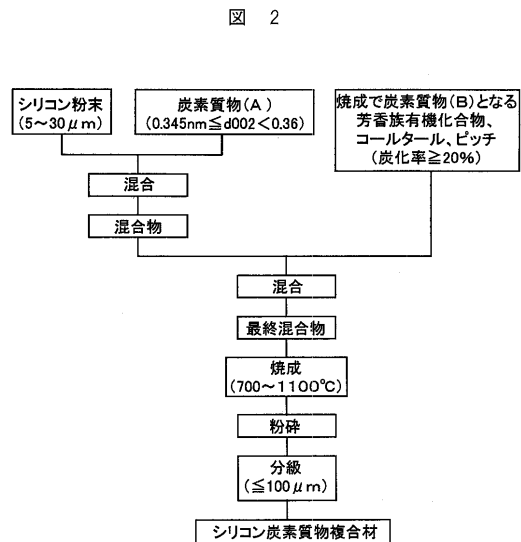 図 2
シリコン粉末
(5～30μm)
炭素質物(A)
(0.345nm≦d002<0.36)
焼成で炭素質物(B)となる
芳香族有機化合物、
コールタール、ピッチ
(炭化率≧20%)
混合
混合物
混合
最終混合物
焼成
(700～1100℃)
粉砕
分級
(≦100μm)
シリコン炭素質物複合材